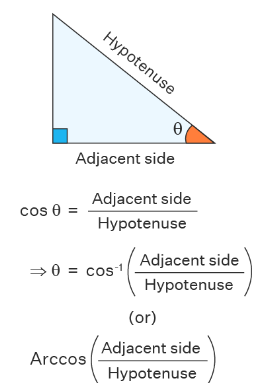 Hypotenuse
θ
Adjacent side
cos θ = Adjacent side / Hypotenuse
⇒ θ = cos⁻¹ (Adjacent side / Hypotenuse)
(or)
Arccos (Adjacent side / Hypotenuse)